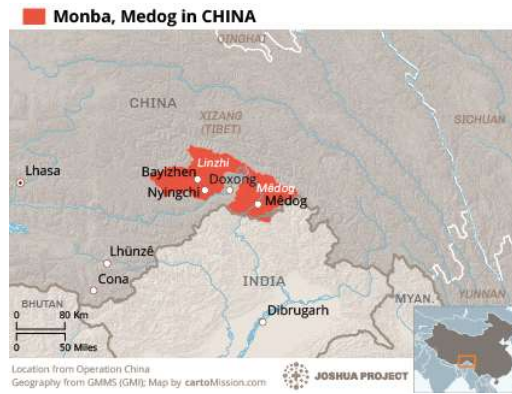 Monba, Medog in CHINA
QINGHAI
CHINA
XIZANG
(TIBET)
SICHUAN
Linzhi
Lhasa
Bayizhen
Doxong
Nyingchi
Mêdog
Mêdog
Lhünzê
INDIA
Cona
MYAN.
YUNNAN
BHUTAN
0 80 Km
Dibrugarh
0 50 Miles
Location from Operation China
Geography from GMMS (GMI); Map by cartoMission.com
JOSHUA PROJECT